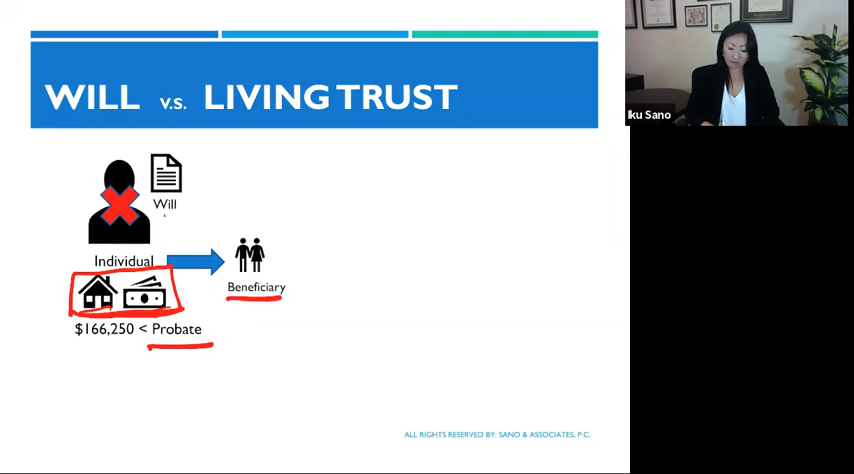 WILL v.s. LIVING TRUST
Iku Sano
Will
Individual
Beneficiary
$166,250 < Probate
ALL RIGHTS RESERVED BY: SANO & ASSOCIATES, P.C.